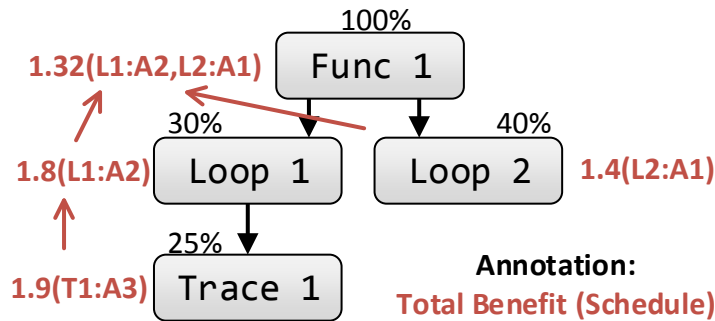 100%
1.32(L1:A2,L2:A1)
Func 1
30%
40%
1.8(L1:A2)
Loop 1
Loop 2
1.4(L2:A1)
25%
1.9(T1:A3)
Trace 1
Annotation:
Total Benefit (Schedule)